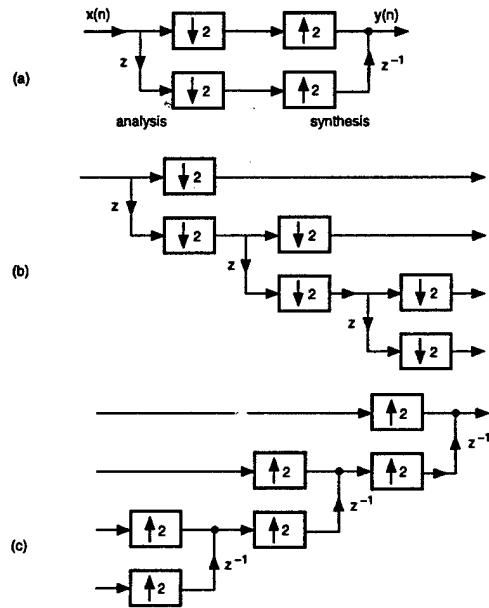 x(n) ↓2 ↑2 y(n)
z z⁻¹
(a)
↓2 ↑2
analysis synthesis
↓2
z
↓2 ↓2
(b)
z
↓2 ↓2
z
↓2
↑2
z⁻¹
↑2 ↑2
z⁻¹
↑2 ↑2
(c)
z⁻¹
↑2